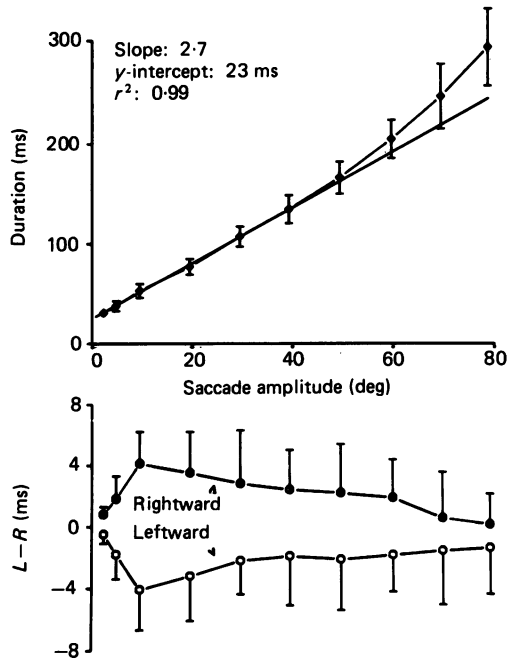 300
Slope: 2·7
y-intercept: 23 ms
r²: 0·99
200
Duration (ms)
100
0
0 20 40 60 80
Saccade amplitude (deg)
8
4
Rightward
L–R (ms)
0
Leftward
−4
−8